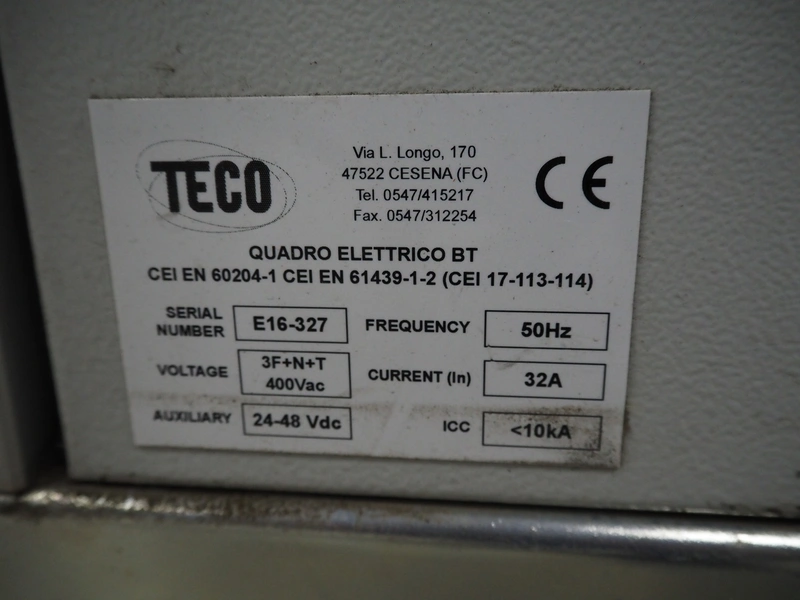 TECO
Via L. Longo, 170
47522 CESENA (FC)
Tel. 0547/415217
Fax. 0547/312254
CE
QUADRO ELETTRICO BT
CEI EN 60204-1 CEI EN 61439-1-2 (CEI 17-113-114)
SERIAL NUMBER E16-327 FREQUENCY 50Hz
VOLTAGE 3F+N+T 400Vac CURRENT (In) 32A
AUXILIARY 24-48 Vdc ICC <10kA